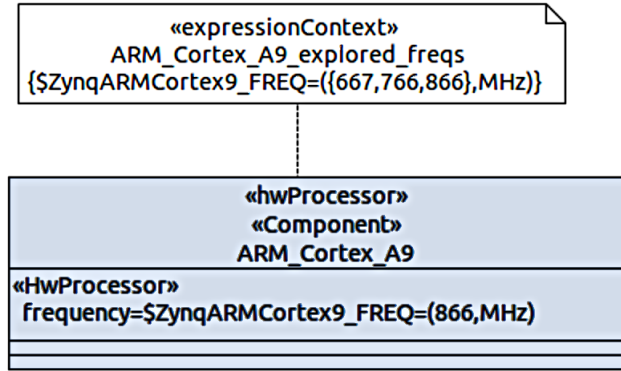 «expressionContext»
ARM_Cortex_A9_explored_freqs
{$ZynqARMCortex9_FREQ=({667,766,866},MHz)}
«hwProcessor»
«Component»
ARM_Cortex_A9
«HwProcessor»
frequency=$ZynqARMCortex9_FREQ=(866,MHz)